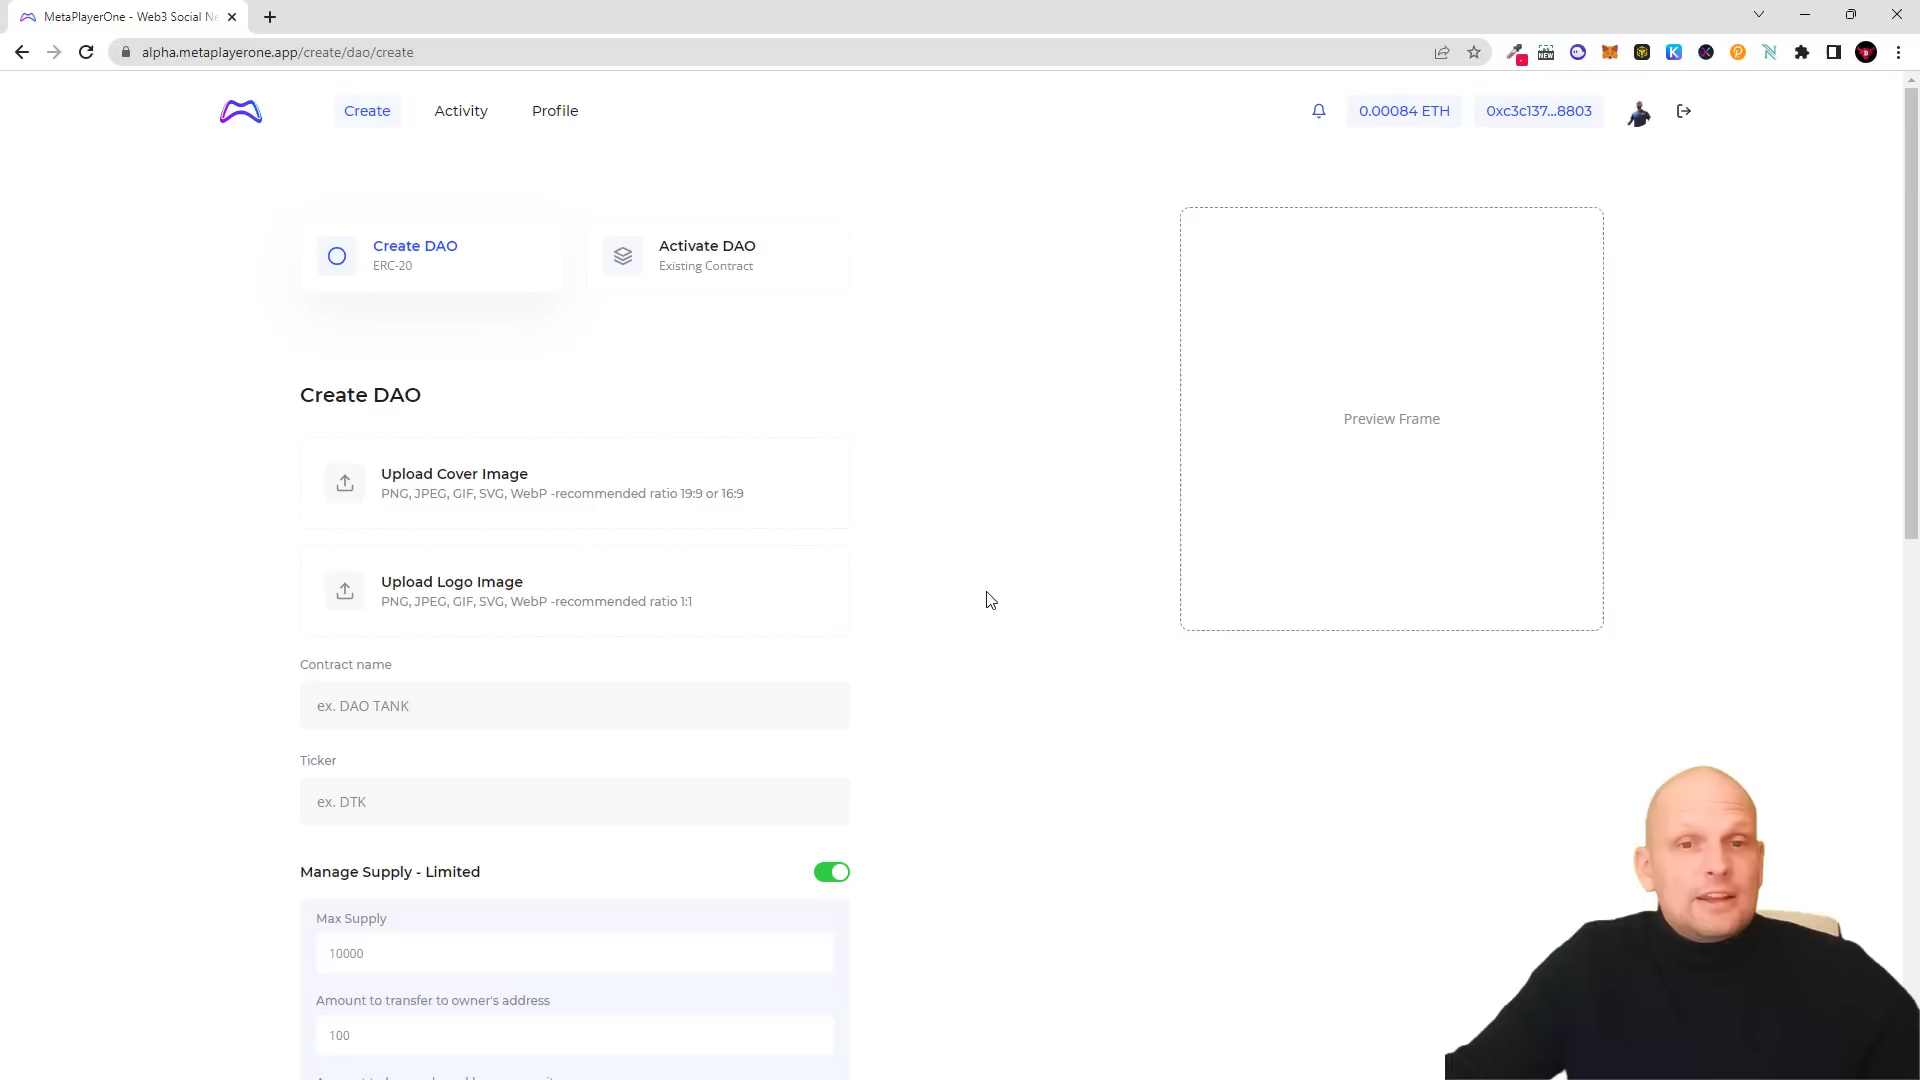 MetaPlayerOne - Web3 Social Ne
alpha.metaplayerone.app/create/dao/create
NEW
Create
Activity
Profile
0.00084 ETH
0xc3c137...8803
Create DAO
ERC-20
Activate DAO
Existing Contract
Preview Frame
Create DAO
Upload Cover Image
PNG, JPEG, GIF, SVG, WebP -recommended ratio 19:9 or 16:9
Upload Logo Image
PNG, JPEG, GIF, SVG, WebP -recommended ratio 1:1
Contract name
ex. DAO TANK
Ticker
ex. DTK
Manage Supply - Limited
Max Supply
10000
Amount to transfer to owner's address
100